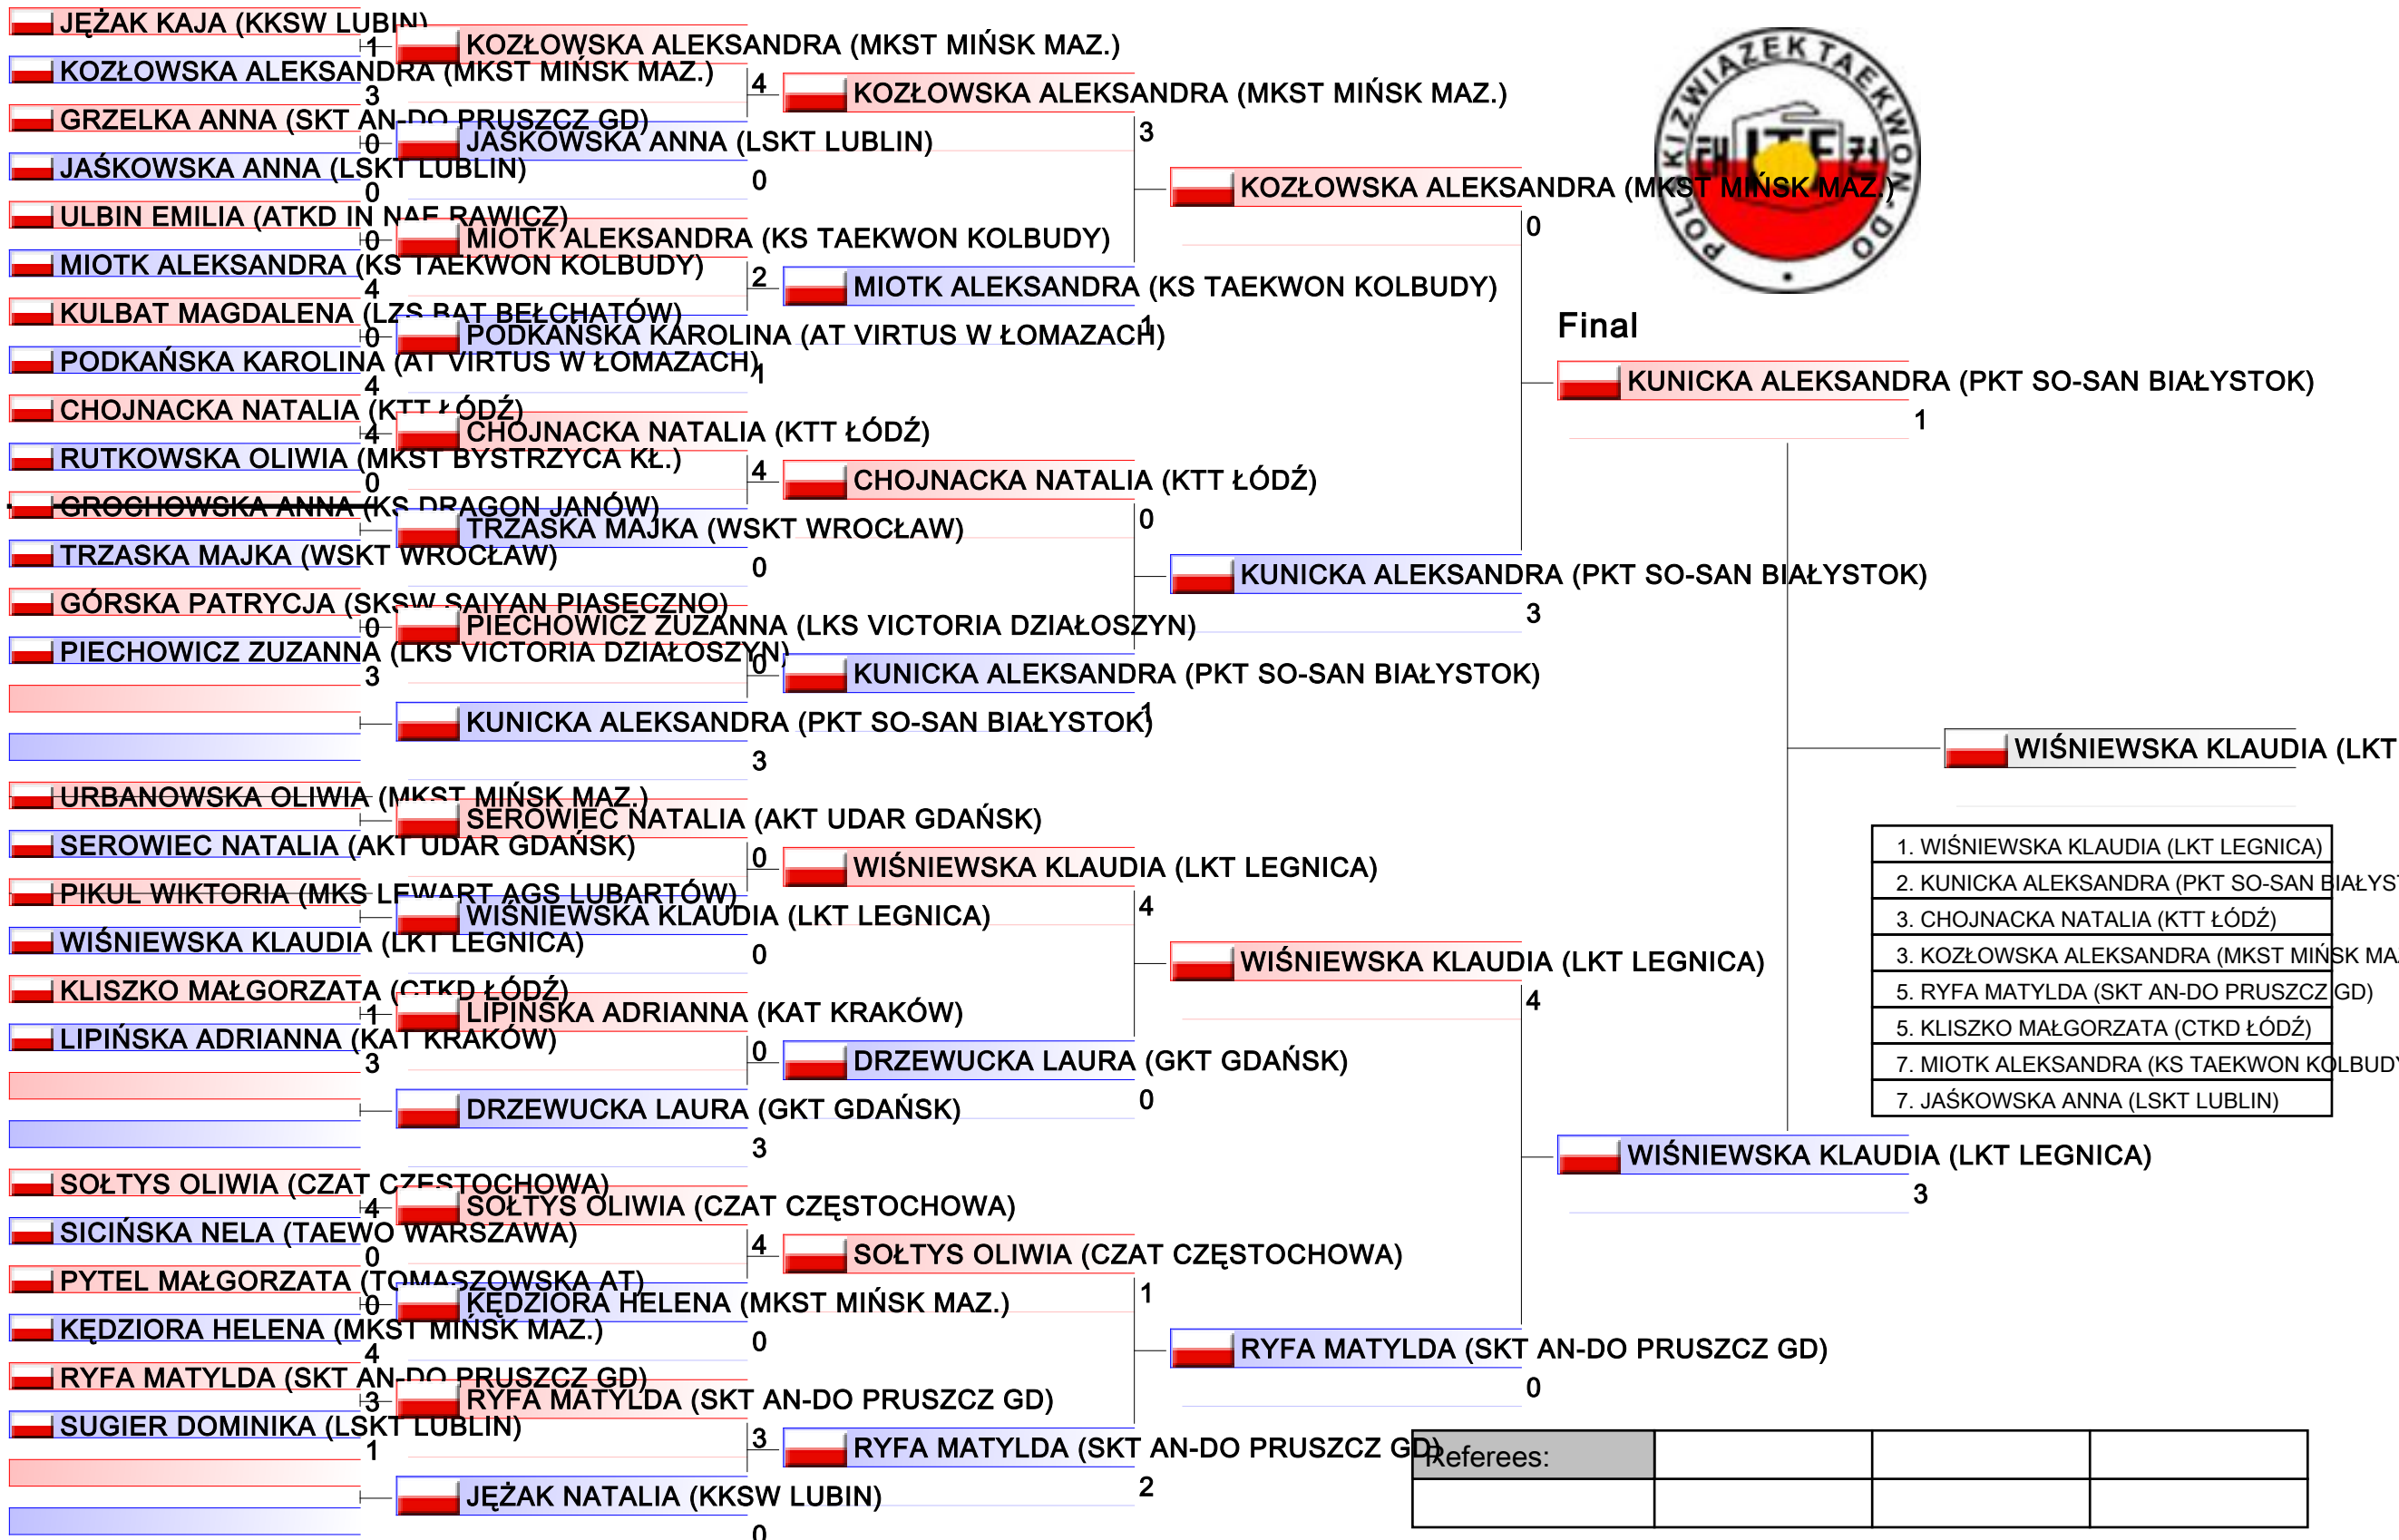 JĘŻAK KAJA (KKSW LUBIN)
1
KOZŁOWSKA ALEKSANDRA (MKST MIŃSK MAZ.)
3
GRZELKA ANNA (SKT AN-DO PRUSZCZ GD)
0
JAŚKOWSKA ANNA (LSKT LUBLIN)
0
ULBIN EMILIA (ATKD IN NAE RAWICZ)
0
MIOTK ALEKSANDRA (KS TAEKWON KOLBUDY)
4
KULBAT MAGDALENA (LZS BAT BEŁCHATÓW)
0
PODKAŃSKA KAROLINA (AT VIRTUS W ŁOMAZACH)
4
CHOJNACKA NATALIA (KTT ŁÓDŹ)
4
RUTKOWSKA OLIWIA (MKST BYSTRZYCA KŁ.)
0
GROCHOWSKA ANNA (KS DRAGON JANÓW)
TRZASKA MAJKA (WSKT WROCŁAW)
GÓRSKA PATRYCJA (SKSW SAIYAN PIASECZNO)
0
PIECHOWICZ ZUZANNA (LKS VICTORIA DZIAŁOSZYN)
3
URBANOWSKA OLIWIA (MKST MIŃSK MAZ.)
SEROWIEC NATALIA (AKT UDAR GDAŃSK)
PIKUL WIKTORIA (MKS LEWART AGS LUBARTÓW)
WIŚNIEWSKA KLAUDIA (LKT LEGNICA)
KLISZKO MAŁGORZATA (CTKD ŁÓDŹ)
1
LIPIŃSKA ADRIANNA (KAT KRAKÓW)
3
SOŁTYS OLIWIA (CZAT CZĘSTOCHOWA)
4
SICIŃSKA NELA (TAEWO WARSZAWA)
0
PYTEL MAŁGORZATA (TOMASZOWSKA AT)
0
KĘDZIORA HELENA (MKST MIŃSK MAZ.)
4
RYFA MATYLDA (SKT AN-DO PRUSZCZ GD)
3
SUGIER DOMINIKA (LSKT LUBLIN)
1
KOZŁOWSKA ALEKSANDRA (MKST MIŃSK MAZ.)
4
JAŚKOWSKA ANNA (LSKT LUBLIN)
0
MIOTK ALEKSANDRA (KS TAEKWON KOLBUDY)
2
PODKAŃSKA KAROLINA (AT VIRTUS W ŁOMAZACH)
1
CHOJNACKA NATALIA (KTT ŁÓDŹ)
4
TRZASKA MAJKA (WSKT WROCŁAW)
0
PIECHOWICZ ZUZANNA (LKS VICTORIA DZIAŁOSZYN)
0
KUNICKA ALEKSANDRA (PKT SO-SAN BIAŁYSTOK)
3
SEROWIEC NATALIA (AKT UDAR GDAŃSK)
0
WIŚNIEWSKA KLAUDIA (LKT LEGNICA)
0
LIPIŃSKA ADRIANNA (KAT KRAKÓW)
0
DRZEWUCKA LAURA (GKT GDAŃSK)
3
SOŁTYS OLIWIA (CZAT CZĘSTOCHOWA)
4
KĘDZIORA HELENA (MKST MIŃSK MAZ.)
0
RYFA MATYLDA (SKT AN-DO PRUSZCZ GD)
3
JĘŻAK NATALIA (KKSW LUBIN)
0
KOZŁOWSKA ALEKSANDRA (MKST MIŃSK MAZ.)
3
MIOTK ALEKSANDRA (KS TAEKWON KOLBUDY)
1
CHOJNACKA NATALIA (KTT ŁÓDŹ)
0
KUNICKA ALEKSANDRA (PKT SO-SAN BIAŁYSTOK)
1
WIŚNIEWSKA KLAUDIA (LKT LEGNICA)
4
DRZEWUCKA LAURA (GKT GDAŃSK)
0
SOŁTYS OLIWIA (CZAT CZĘSTOCHOWA)
1
RYFA MATYLDA (SKT AN-DO PRUSZCZ GD)
2
KOZŁOWSKA ALEKSANDRA (MKST MIŃSK MAZ.)
0
KUNICKA ALEKSANDRA (PKT SO-SAN BIAŁYSTOK)
3
WIŚNIEWSKA KLAUDIA (LKT LEGNICA)
4
RYFA MATYLDA (SKT AN-DO PRUSZCZ GD)
0
POLSKI ZWIAZEK TAEKWON-DO
ITF
Final
KUNICKA ALEKSANDRA (PKT SO-SAN BIAŁYSTOK)
1
WIŚNIEWSKA KLAUDIA (LKT LEGNICA)
3
WIŚNIEWSKA KLAUDIA (LKT
1. WIŚNIEWSKA KLAUDIA (LKT LEGNICA)
2. KUNICKA ALEKSANDRA (PKT SO-SAN BIAŁYST
3. CHOJNACKA NATALIA (KTT ŁÓDŹ)
3. KOZŁOWSKA ALEKSANDRA (MKST MIŃSK MAZ
5. RYFA MATYLDA (SKT AN-DO PRUSZCZ GD)
5. KLISZKO MAŁGORZATA (CTKD ŁÓDŹ)
7. MIOTK ALEKSANDRA (KS TAEKWON KOLBUDY
7. JAŚKOWSKA ANNA (LSKT LUBLIN)
Referees: